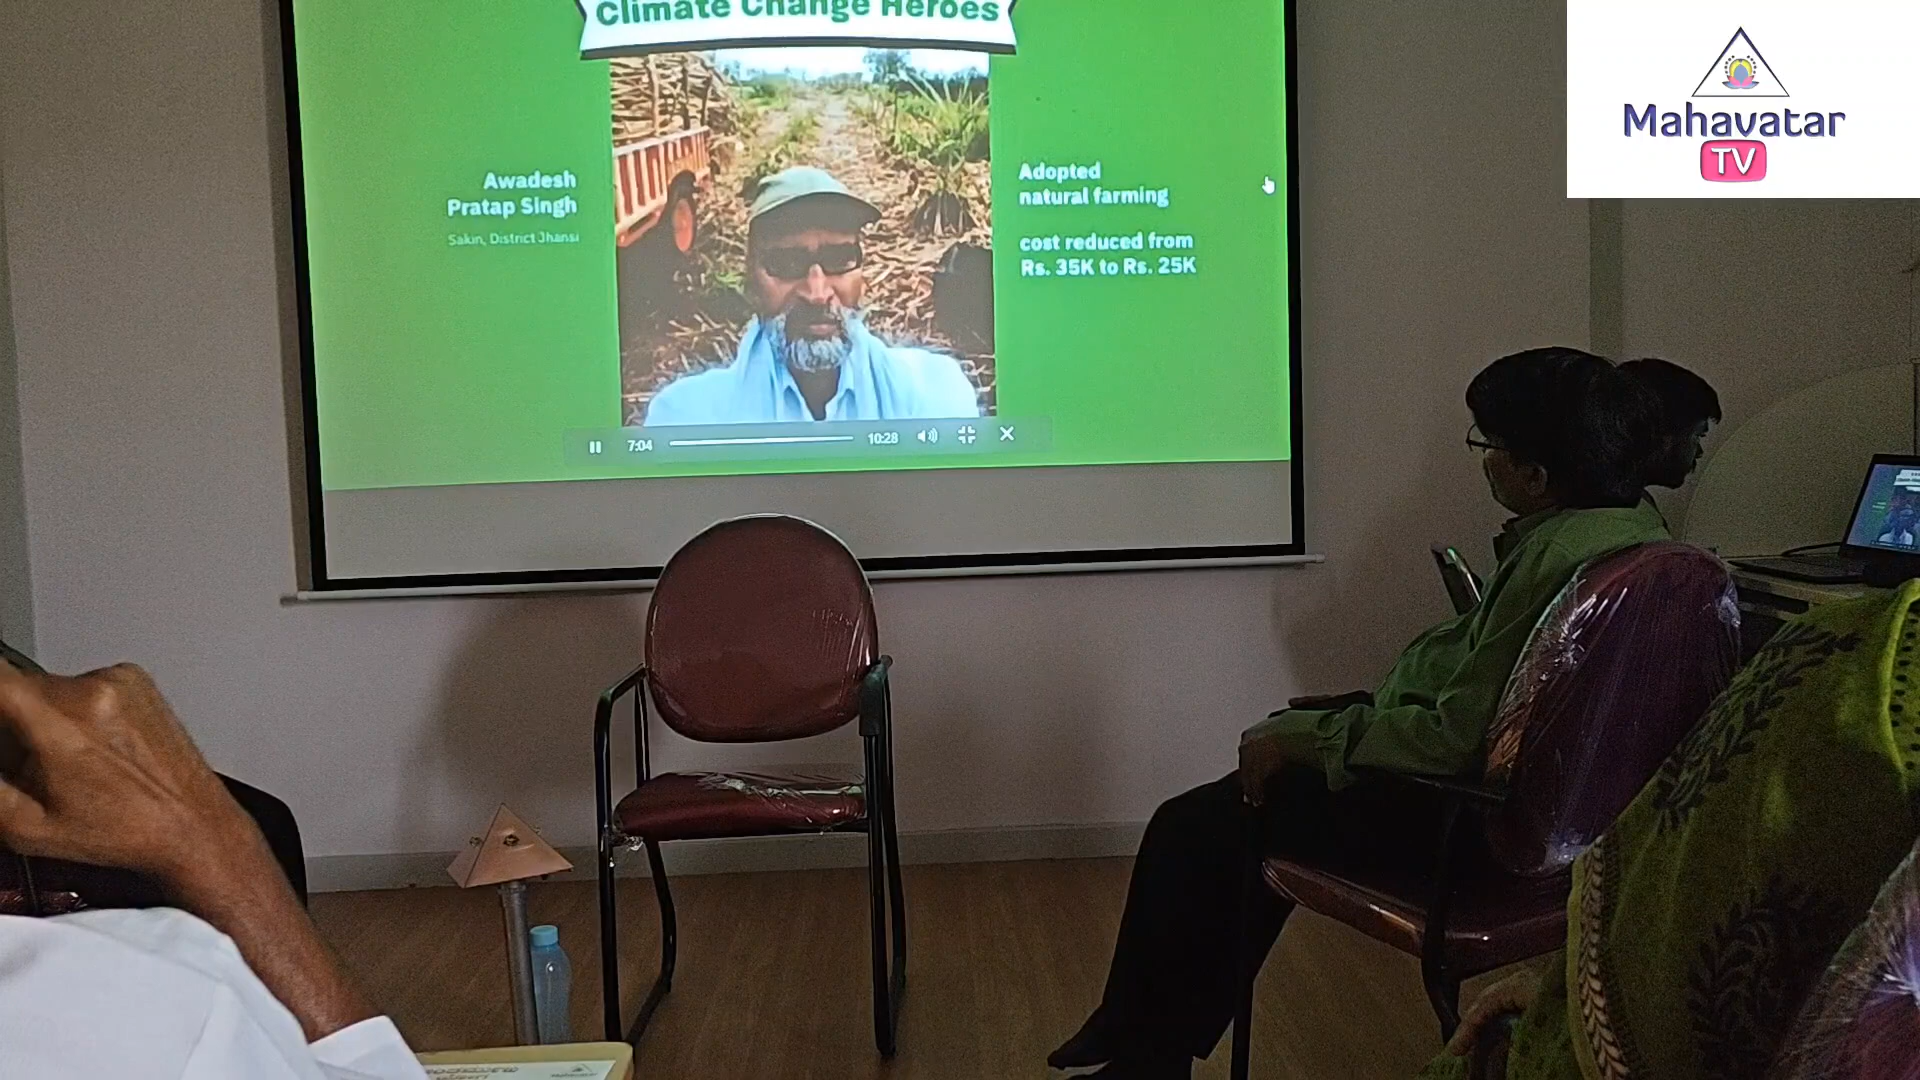 Climate Change Heroes
Awadesh
Pratap Singh
Sakin, District Jhansi
Adopted
natural farming
cost reduced from
Rs. 35K to Rs. 25K
7:04
10:28
Mahavatar
TV